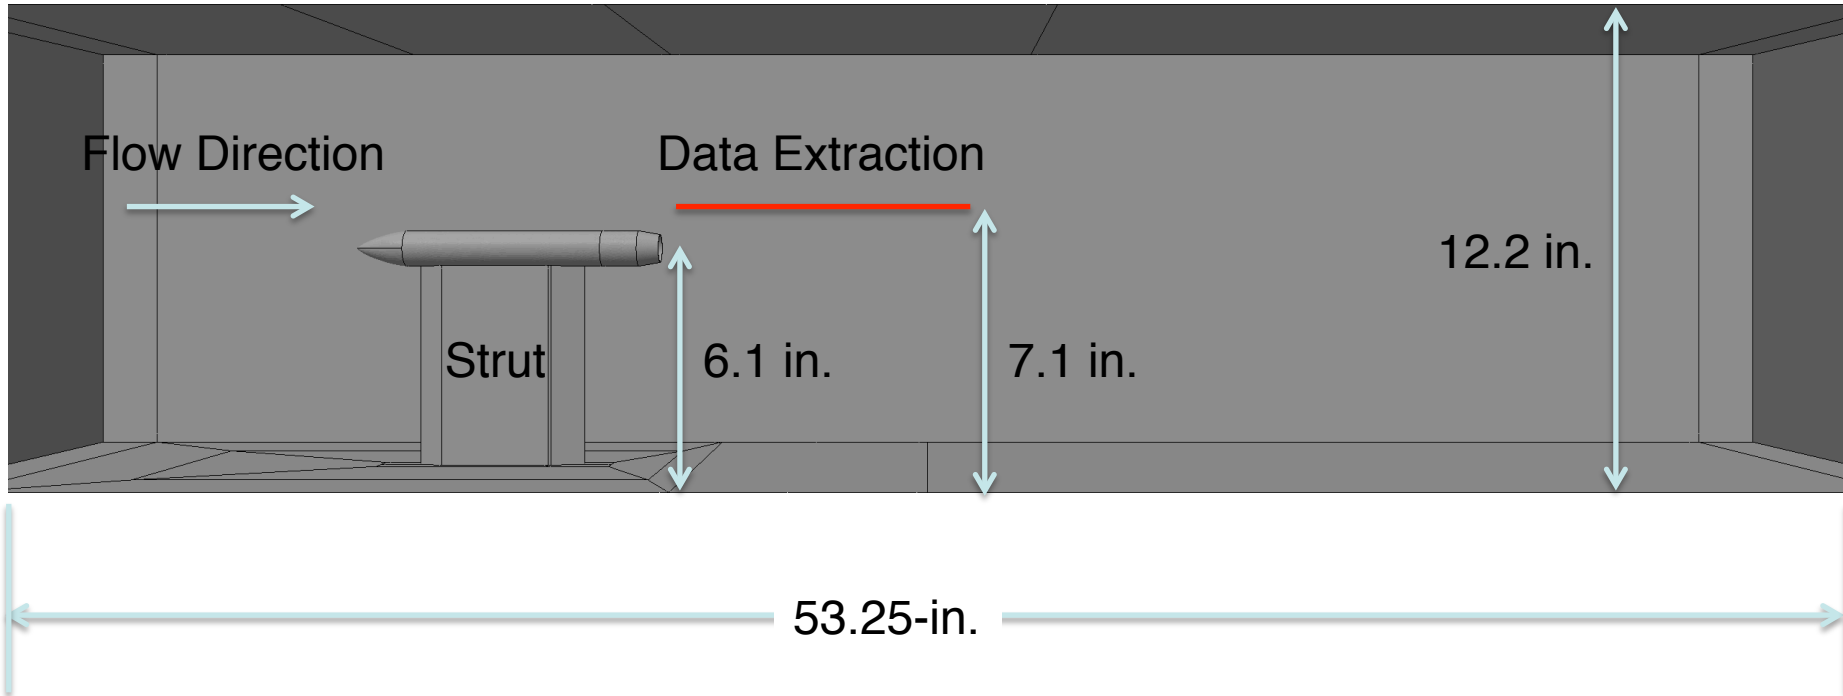 Flow Direction
Data Extraction
12.2 in.
Strut
6.1 in.
7.1 in.
53.25-in.